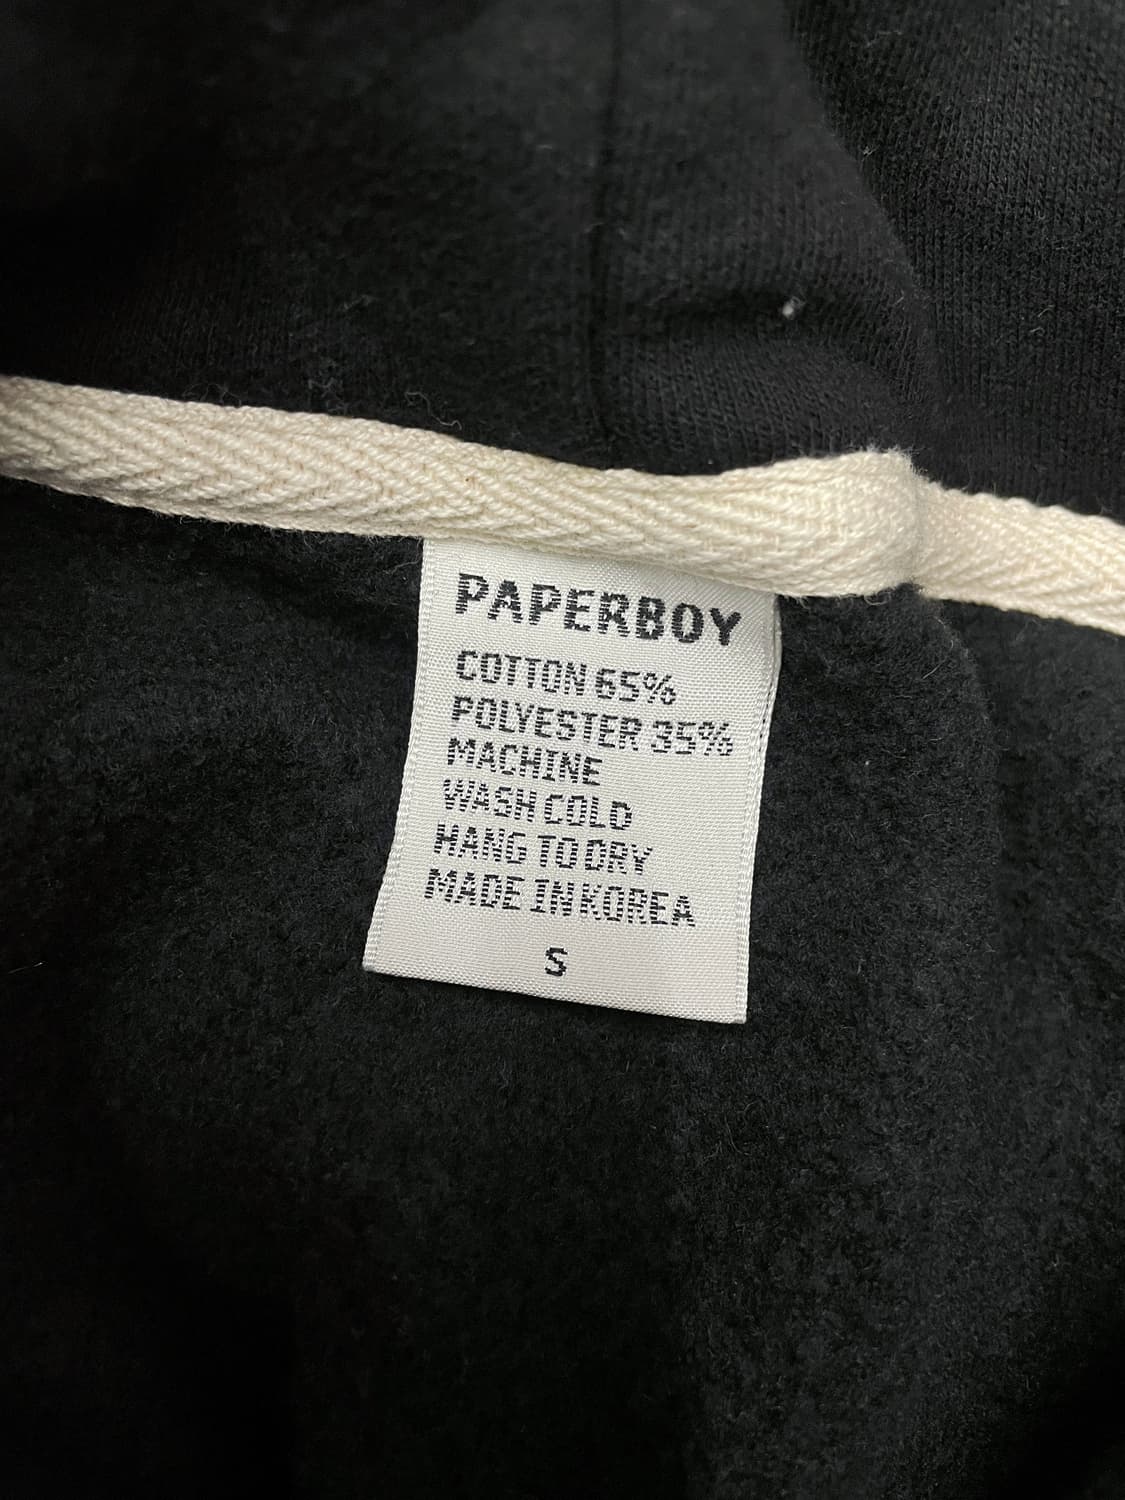 PAPERBOY
COTTON 65%
POLYESTER 35%
MACHINE
WASH COLD
HANG TO DRY
MADE IN KOREA
S